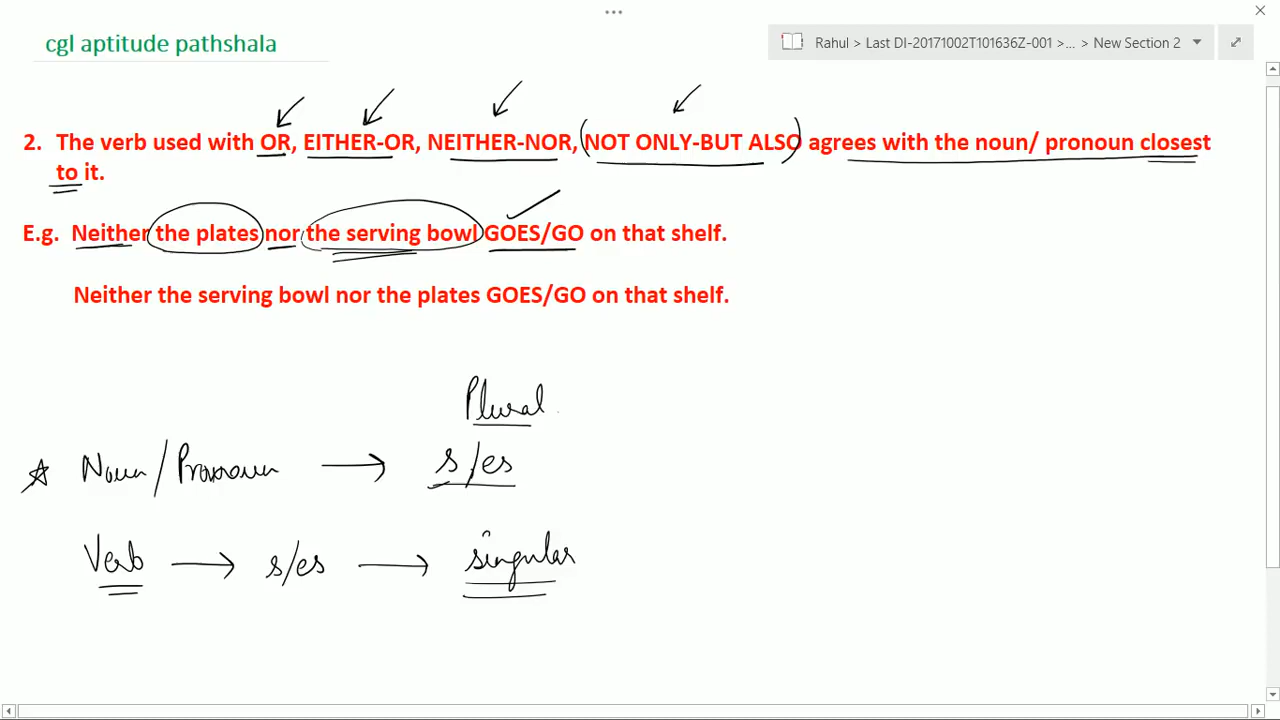 cgl aptitude pathshala
Rahul > Last DI-20171002T101636Z-001 >... > New Section 2
2. The verb used with OR, EITHER-OR, NEITHER-NOR, NOT ONLY-BUT ALSO agrees with the noun/ pronoun closest
to it.
E.g. Neither the plates nor the serving bowl GOES/GO on that shelf.
Neither the serving bowl nor the plates GOES/GO on that shelf.
Plural
Noun/Pronoun → s/es
Verb → s/es → singular